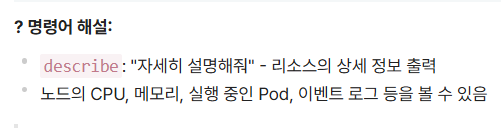 ? 명령어 해설:
describe: "자세히 설명해줘" - 리소스의 상세 정보 출력
노드의 CPU, 메모리, 실행 중인 Pod, 이벤트 로그 등을 볼 수 있음